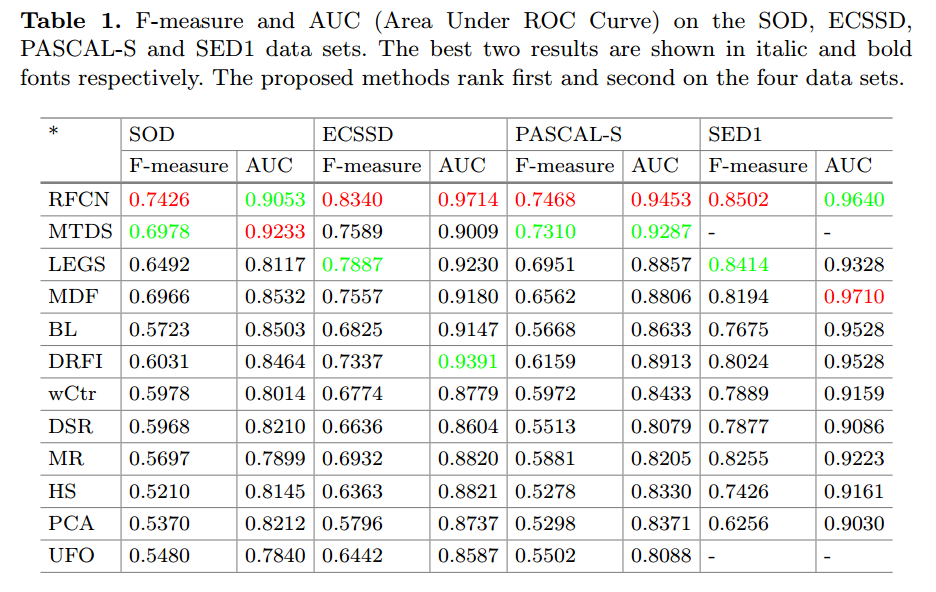 Table 1. F-measure and AUC (Area Under ROC Curve) on the SOD, ECSSD,
PASCAL-S and SED1 data sets. The best two results are shown in italic and bold
fonts respectively. The proposed methods rank first and second on the four data sets.
* SOD ECSSD PASCAL-S SED1
F-measure AUC F-measure AUC F-measure AUC F-measure AUC
RFCN 0.7426 0.9053 0.8340 0.9714 0.7468 0.9453 0.8502 0.9640
MTDS 0.6978 0.9233 0.7589 0.9009 0.7310 0.9287 - -
LEGS 0.6492 0.8117 0.7887 0.9230 0.6951 0.8857 0.8414 0.9328
MDF 0.6966 0.8532 0.7557 0.9180 0.6562 0.8806 0.8194 0.9710
BL 0.5723 0.8503 0.6825 0.9147 0.5668 0.8633 0.7675 0.9528
DRFI 0.6031 0.8464 0.7337 0.9391 0.6159 0.8913 0.8024 0.9528
wCtr 0.5978 0.8014 0.6774 0.8779 0.5972 0.8433 0.7889 0.9159
DSR 0.5968 0.8210 0.6636 0.8604 0.5513 0.8079 0.7877 0.9086
MR 0.5697 0.7899 0.6932 0.8820 0.5881 0.8205 0.8255 0.9223
HS 0.5210 0.8145 0.6363 0.8821 0.5278 0.8330 0.7426 0.9161
PCA 0.5370 0.8212 0.5796 0.8737 0.5298 0.8371 0.6256 0.9030
UFO 0.5480 0.7840 0.6442 0.8587 0.5502 0.8088 - -